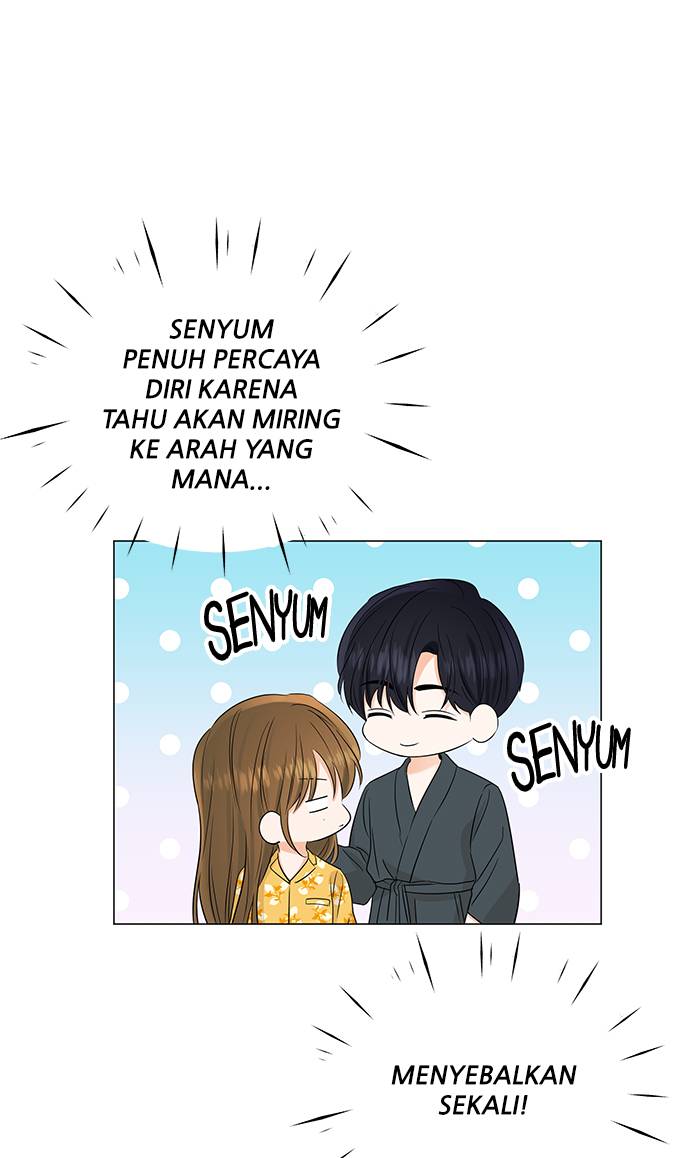 SENYUM
PENUH PERCAYA
DIRI KARENA
TAHU AKAN MIRING
KE ARAH YANG
MANA...
SENYUM
SENYUM
MENYEBALKAN
SEKALI!